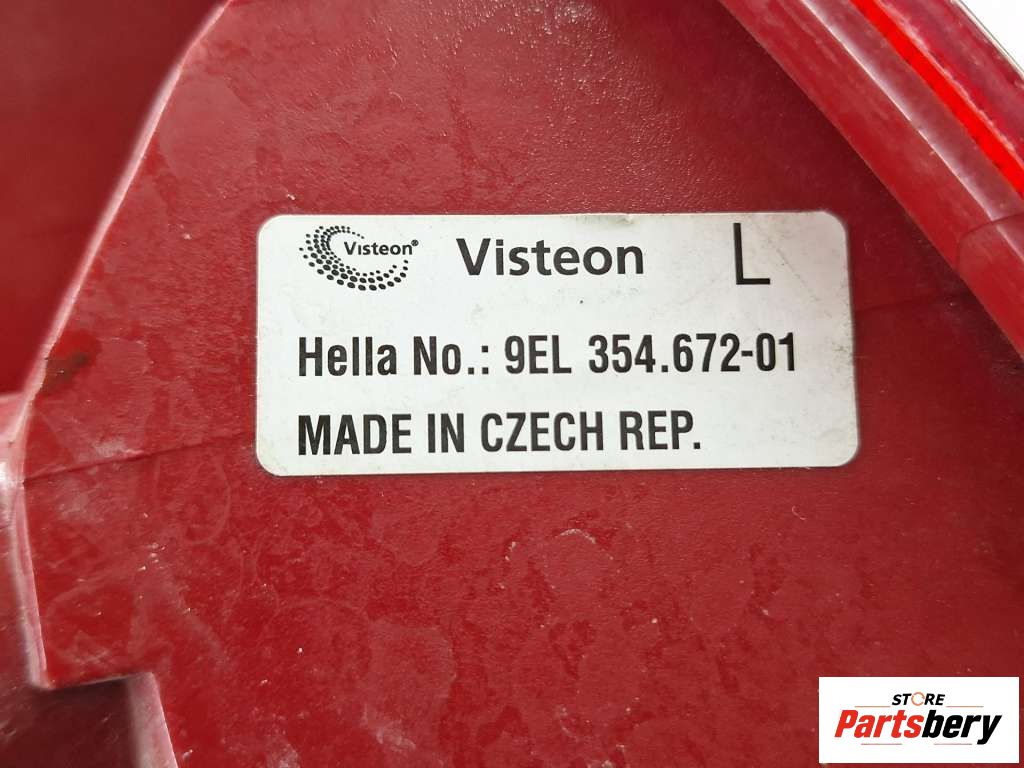 Visteon® Visteon L
Hella No.: 9EL 354.672-01
MADE IN CZECH REP.
STORE
Partsbery